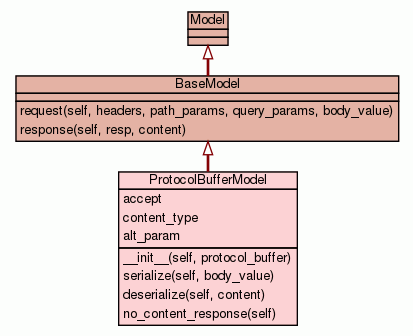 Model
BaseModel
request(self, headers, path_params, query_params, body_value)
response(self, resp, content)
ProtocolBufferModel
accept
content_type
alt_param
__init__(self, protocol_buffer)
serialize(self, body_value)
deserialize(self, content)
no_content_response(self)